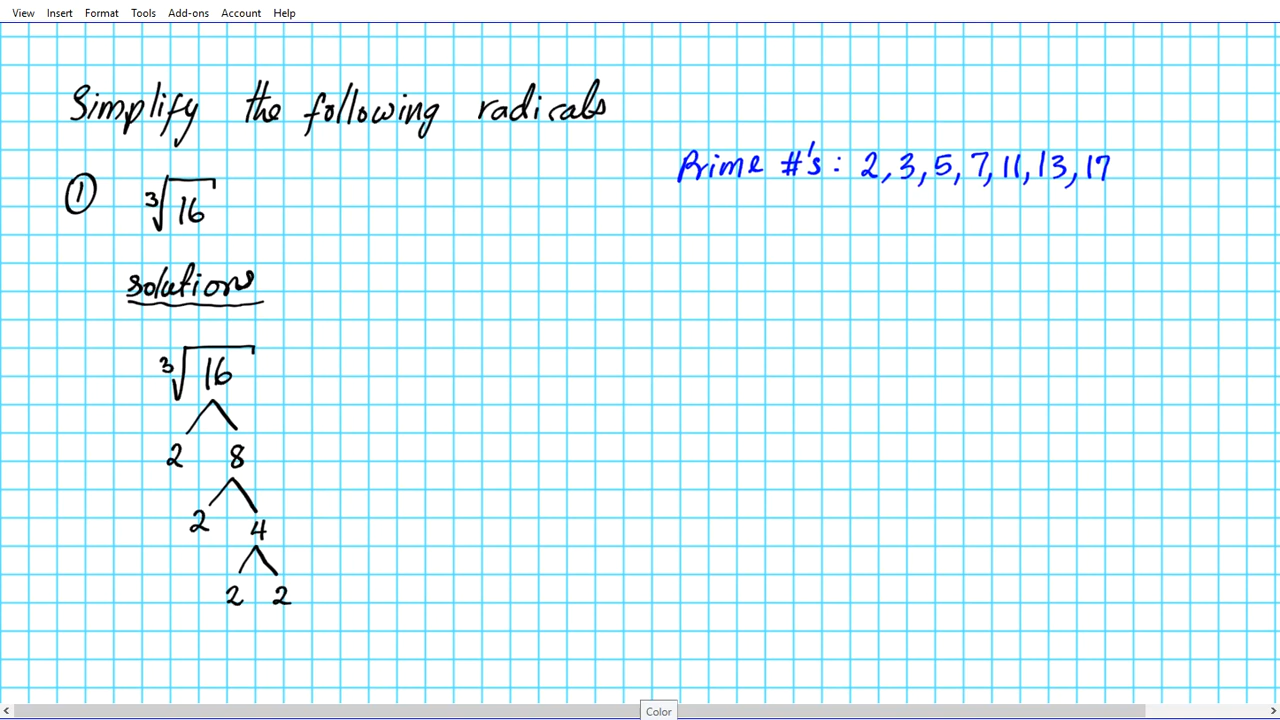 View Insert Format Tools Add-ons Account Help
Simplify the following radicals
Prime #'s : 2, 3, 5, 7, 11, 13, 17
① ∛16
Solutions
∛16
2 8
2 4
2 2
Color